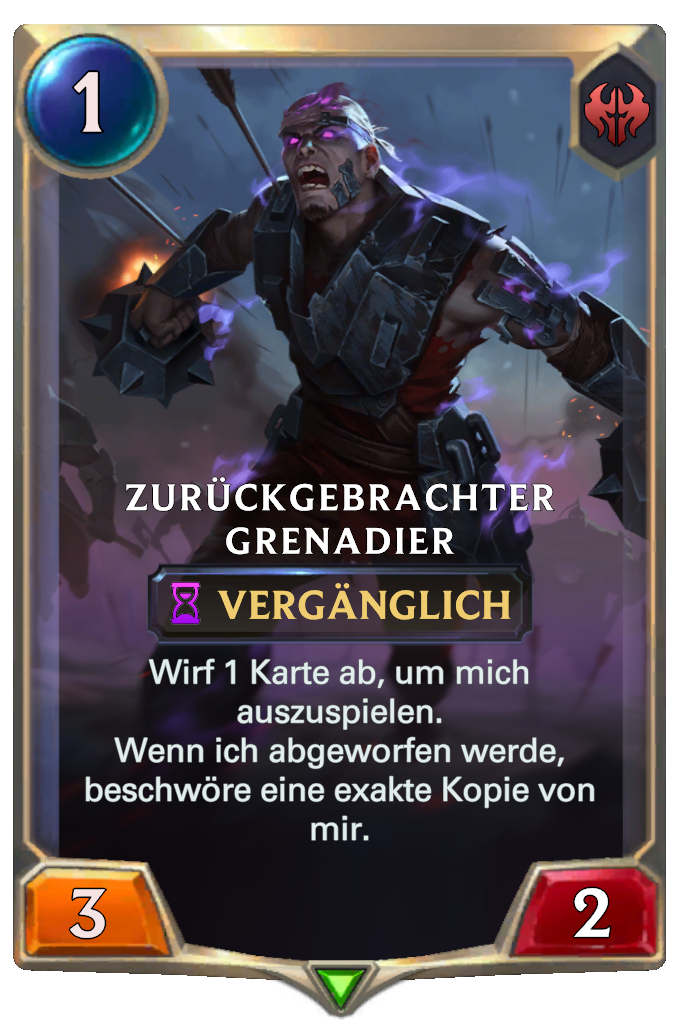 1
ZURÜCKGEBRACHTER
GRENADIER
VERGÄNGLICH
Wirf 1 Karte ab, um mich
auszuspielen.
Wenn ich abgeworfen werde,
beschwöre eine exakte Kopie von
mir.
3
2